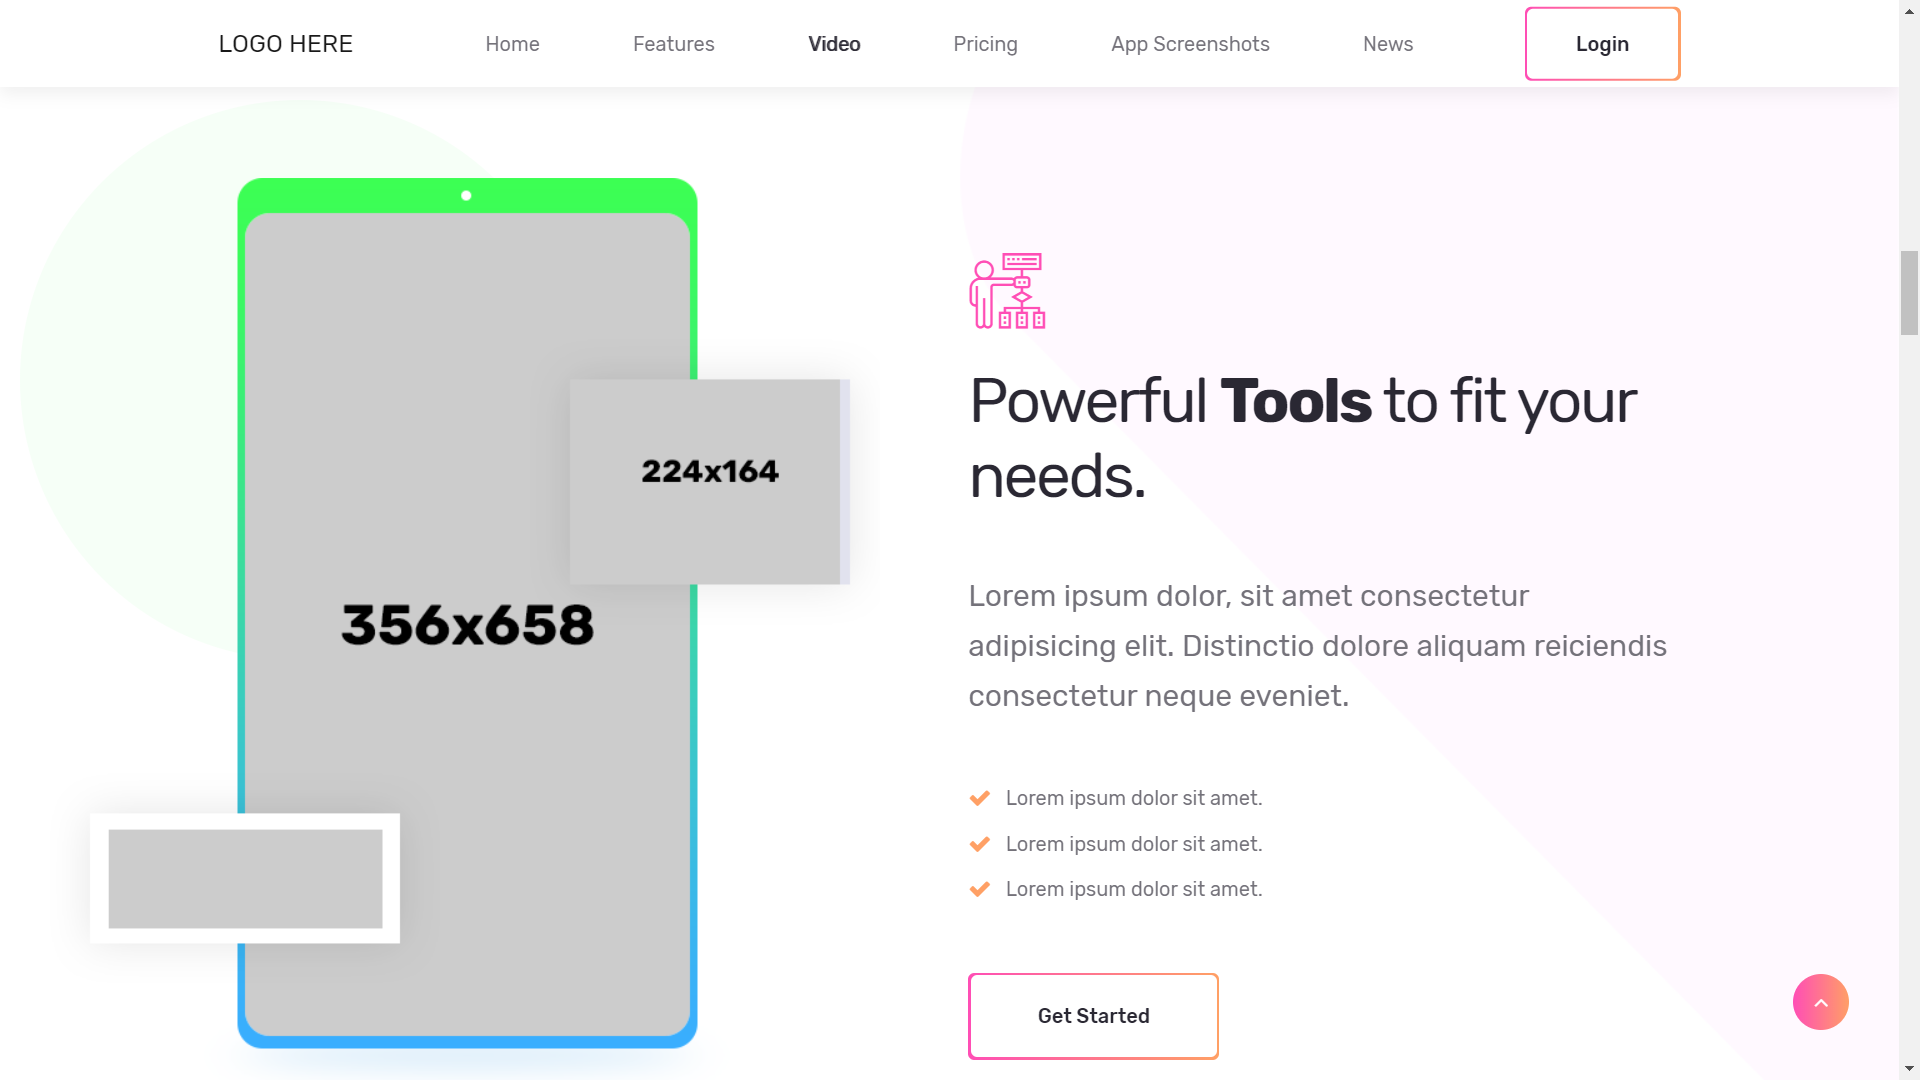 LOGO HERE
Home
Features
Video
Pricing
App Screenshots
News
Login
356x658
224x164
Powerful Tools to fit your
needs.
Lorem ipsum dolor, sit amet consectetur
adipisicing elit. Distinctio dolore aliquam reiciendis
consectetur neque eveniet.
Lorem ipsum dolor sit amet.
Lorem ipsum dolor sit amet.
Lorem ipsum dolor sit amet.
Get Started